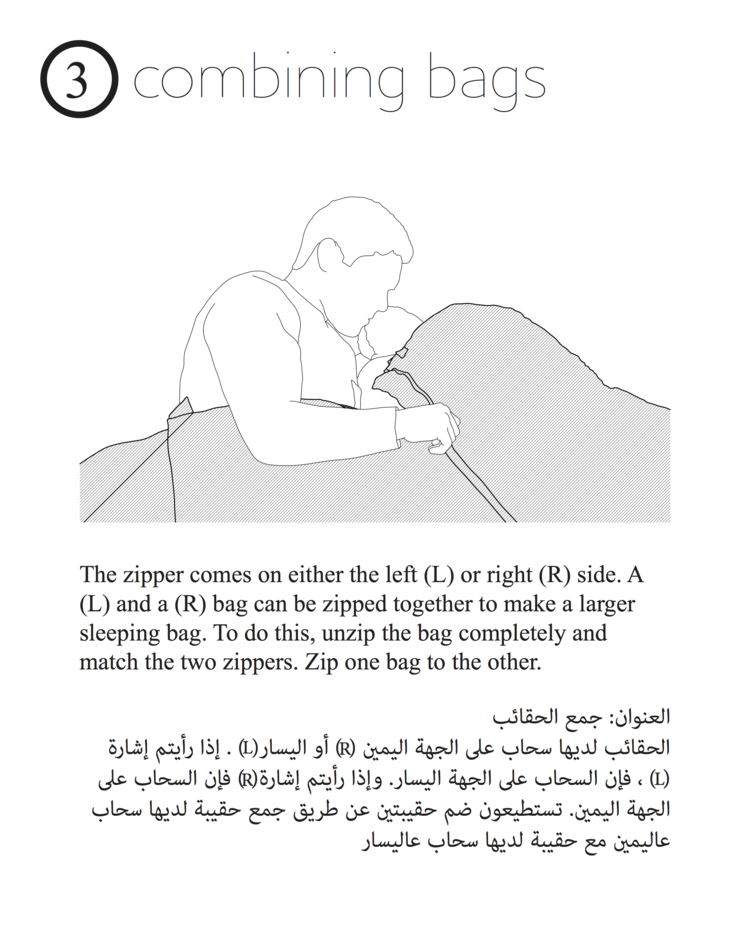 3 combining bags
The zipper comes on either the left (L) or right (R) side. A
(L) and a (R) bag can be zipped together to make a larger
sleeping bag. To do this, unzip the bag completely and
match the two zippers. Zip one bag to the other.
العنوان: جمع الحقائب
الحقائب لديها سحاب على الجهة اليمين (R) أو اليسار(L) . إذا رأيتم إشارة
(L) ، فإن السحاب على الجهة اليسار. وإذا رأيتم إشارة(R) فإن السحاب على
الجهة اليمين. تستطيعون ضم حقيبتين عن طريق جمع حقيبة لديها سحاب
عاليمين مع حقيبة لديها سحاب عاليسار